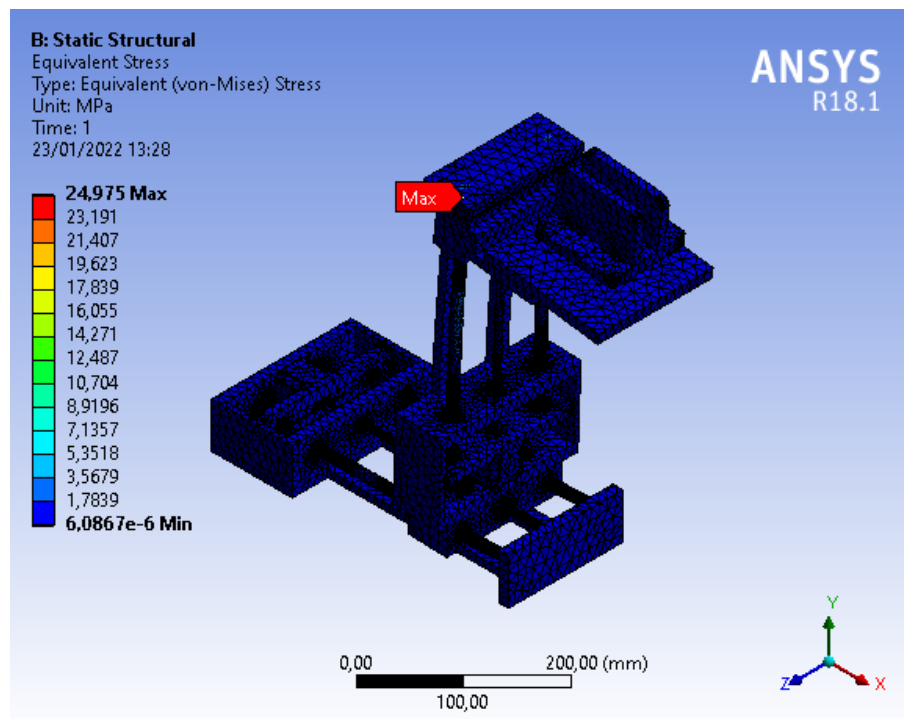 B: Static Structural
Equivalent Stress
Type: Equivalent (von-Mises) Stress
Unit: MPa
Time: 1
23/01/2022 13:28
ANSYS
R18.1
24,975 Max
23,191
21,407
19,623
17,839
16,055
14,271
12,487
10,704
8,9196
7,1357
5,3518
3,5679
1,7839
6,0867e-6 Min
Max
0,00
200,00 (mm)
100,00
Y
Z
X